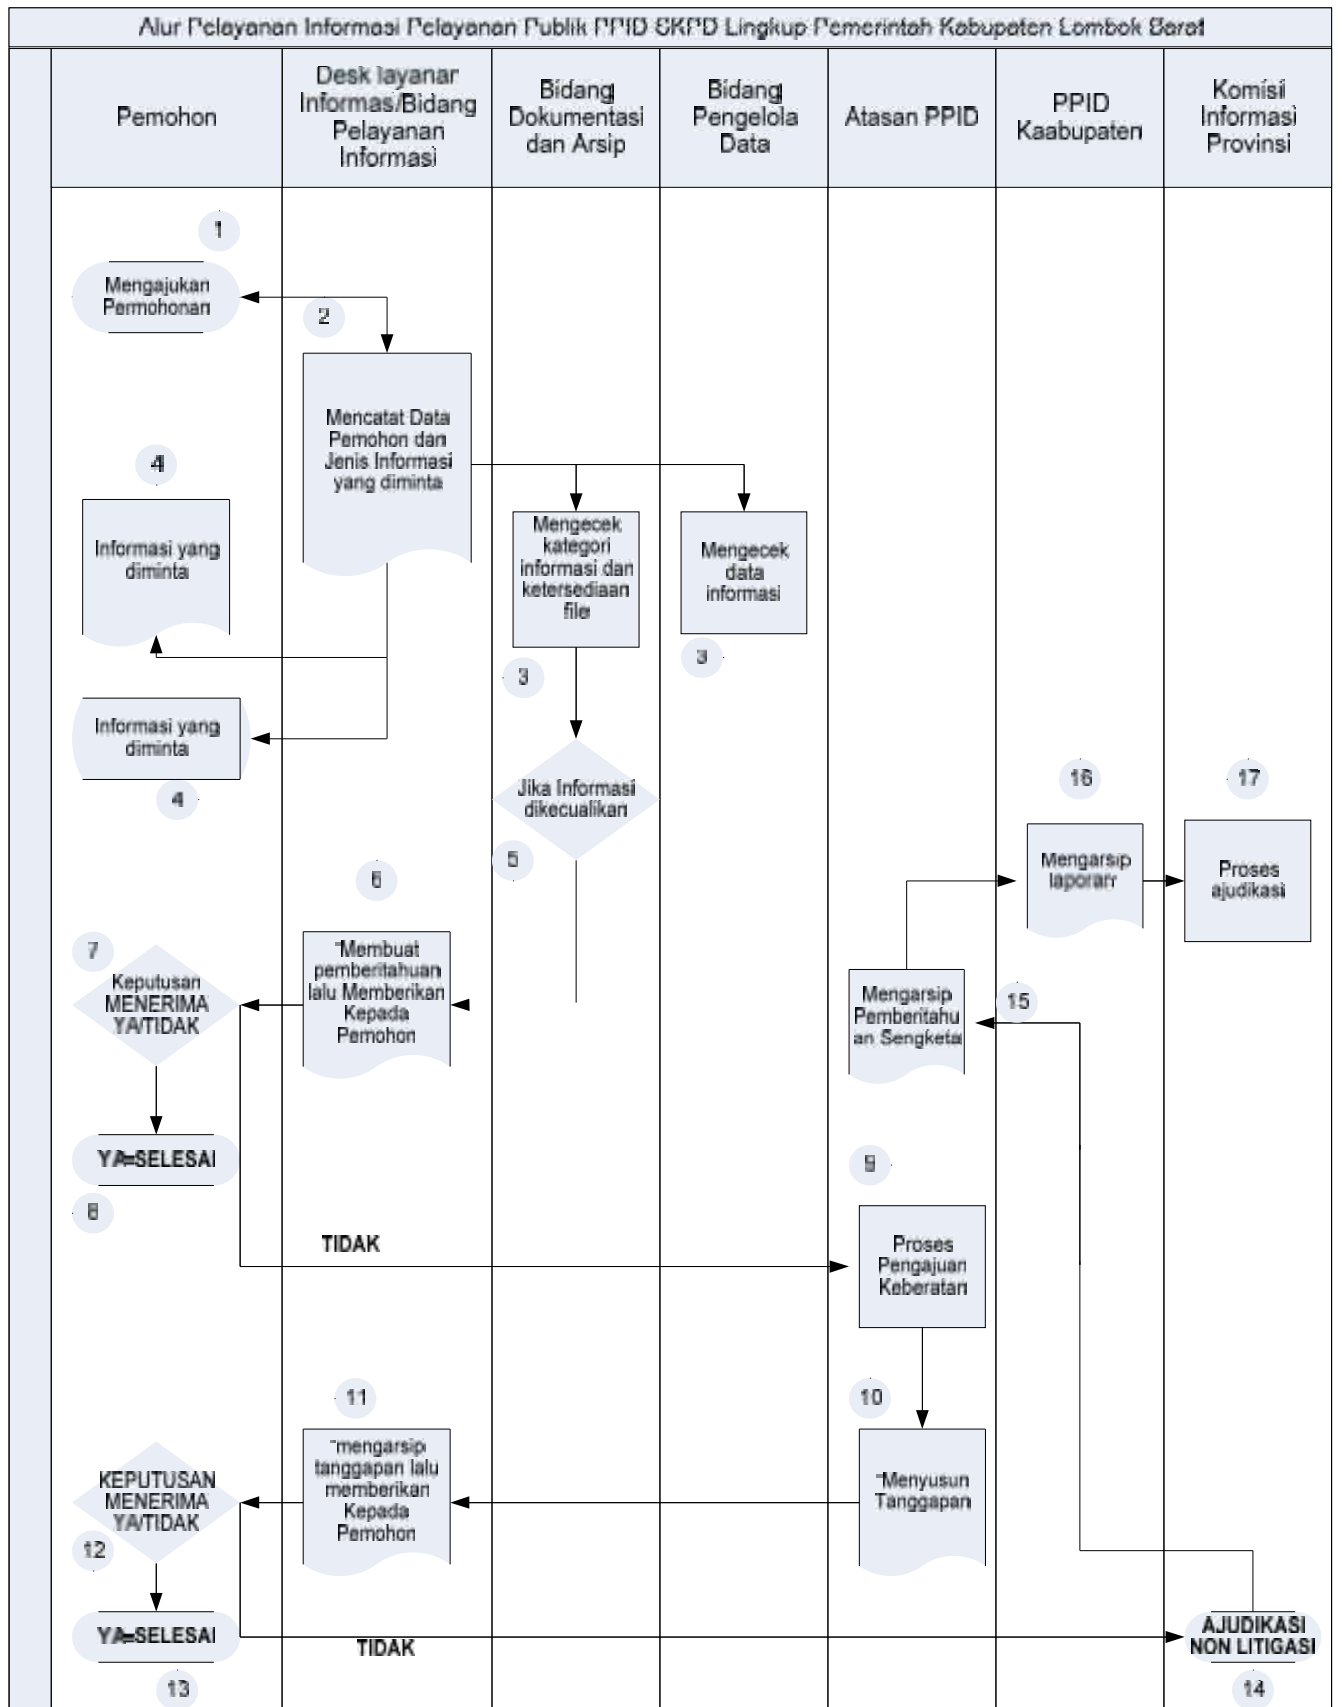 Alur Pelayanan Informasi Pelayanan Publik PPID SKPD Lingkup Pemerintah Kabupaten Lombok Barat
Pemohon
Desk layanan
Informas/Bidang
Pelayanan
Informasi
Bidang
Dokumentasi
dan Arsip
Bidang
Pengelola
Data
Atasan PPID
PPID
Kaabupaten
Komisi
Informasi
Provinsi
1
Mengajukan
Permohonan
2
Mencatat Data
Pemohon dan
Jenis Informasi
yang diminta
4
Informasi yang
diminta
Mengecek
kategori
informasi dan
ketersediaan
file
Mengecek
data
informasi
3
3
Informasi yang
diminta
4
Jika Informasi
dikecualikan
5
16
17
Mengarsip
laporan
Proses
ajudikasi
6
7
Keputusan
MENERIMA
YA/TIDAK
"Membuat
pemberitahuan
lalu Memberikan
Kepada
Pemohon
Mengarsip
Pemberitahu
an Sengketa
15
YA=SELESAI
8
9
TIDAK
Proses
Pengajuan
Keberatan
11
10
KEPUTUSAN
MENERIMA
YA/TIDAK
12
"mengarsip
tanggapan lalu
memberikan
Kepada
Pemohon
"Menyusun
Tanggapan
YA=SELESAI
TIDAK
AJUDIKASI
NON LITIGASI
13
14